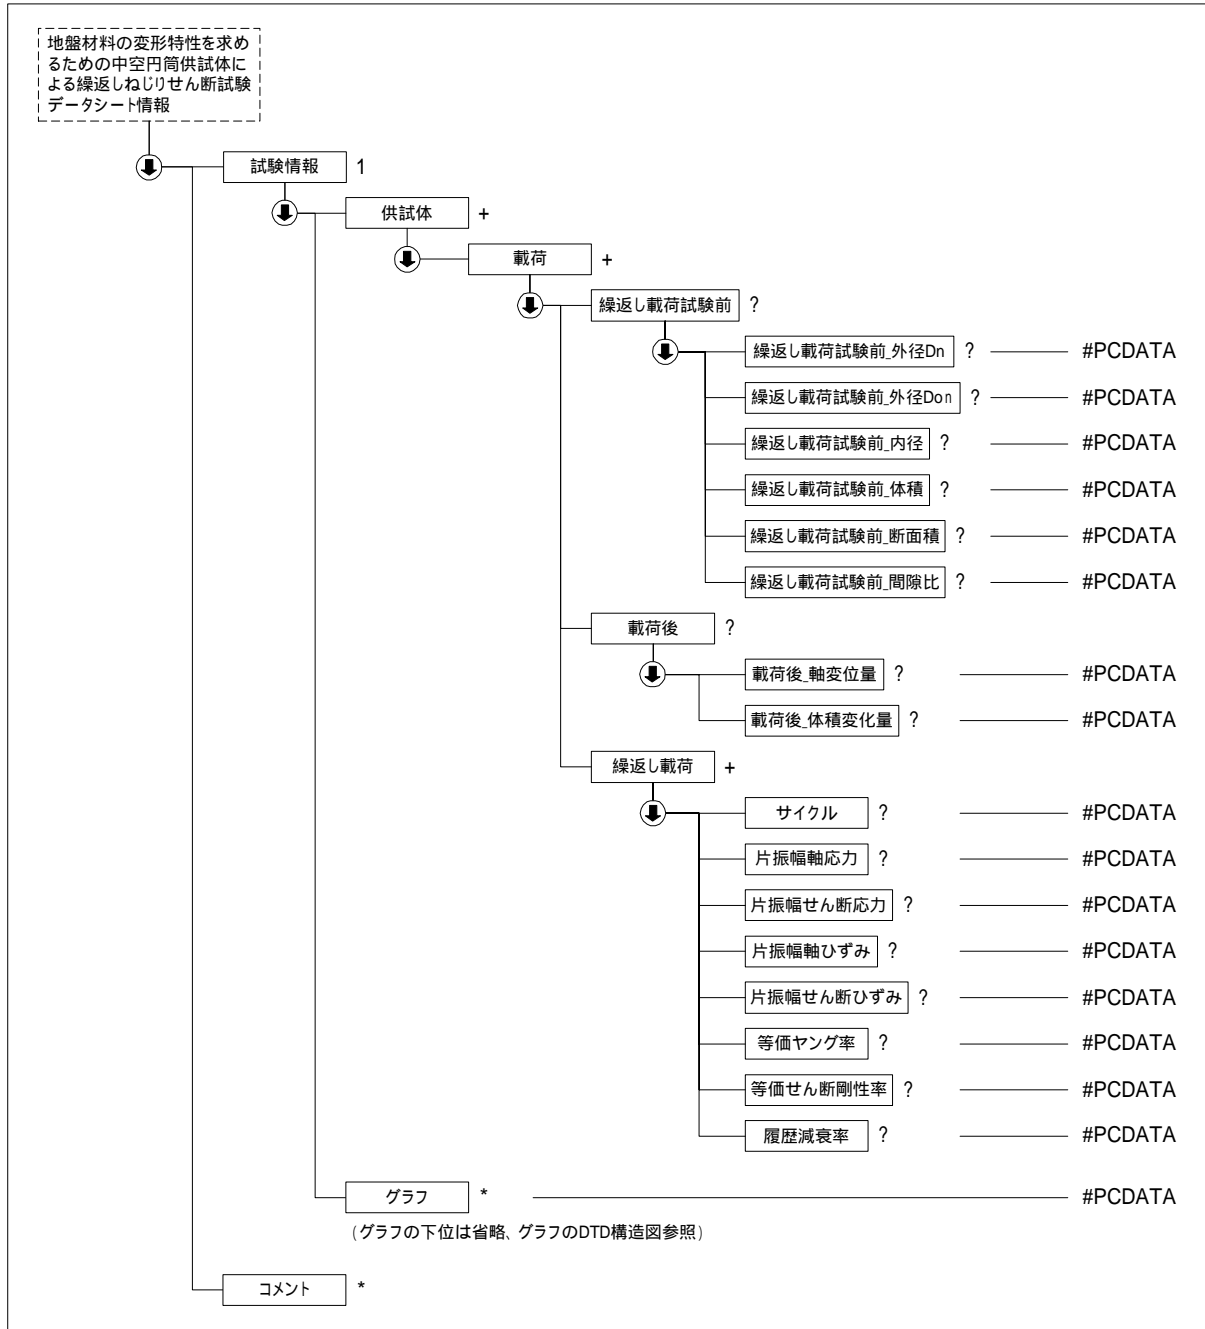 地盤材料の変形特性を求め
るための中空円筒供試体に
よる繰返しねじりせん断試験
データシート情報
試験情報 1
供試体 +
載荷 +
繰返し載荷試験前 ?
繰返し載荷試験前_外径Dn ? #PCDATA
繰返し載荷試験前_外径Don ? #PCDATA
繰返し載荷試験前_内径 ? #PCDATA
繰返し載荷試験前_体積 ? #PCDATA
繰返し載荷試験前_断面積 ? #PCDATA
繰返し載荷試験前_間隙比 ? #PCDATA
載荷後 ?
載荷後_軸変位量 ? #PCDATA
載荷後_体積変化量 ? #PCDATA
繰返し載荷 +
サイクル ? #PCDATA
片振幅軸応力 ? #PCDATA
片振幅せん断応力 ? #PCDATA
片振幅軸ひずみ ? #PCDATA
片振幅せん断ひずみ ? #PCDATA
等価ヤング率 ? #PCDATA
等価せん断剛性率 ? #PCDATA
履歴減衰率 ? #PCDATA
グラフ * #PCDATA
(グラフの下位は省略、グラフのDTD構造図参照)
コメント *